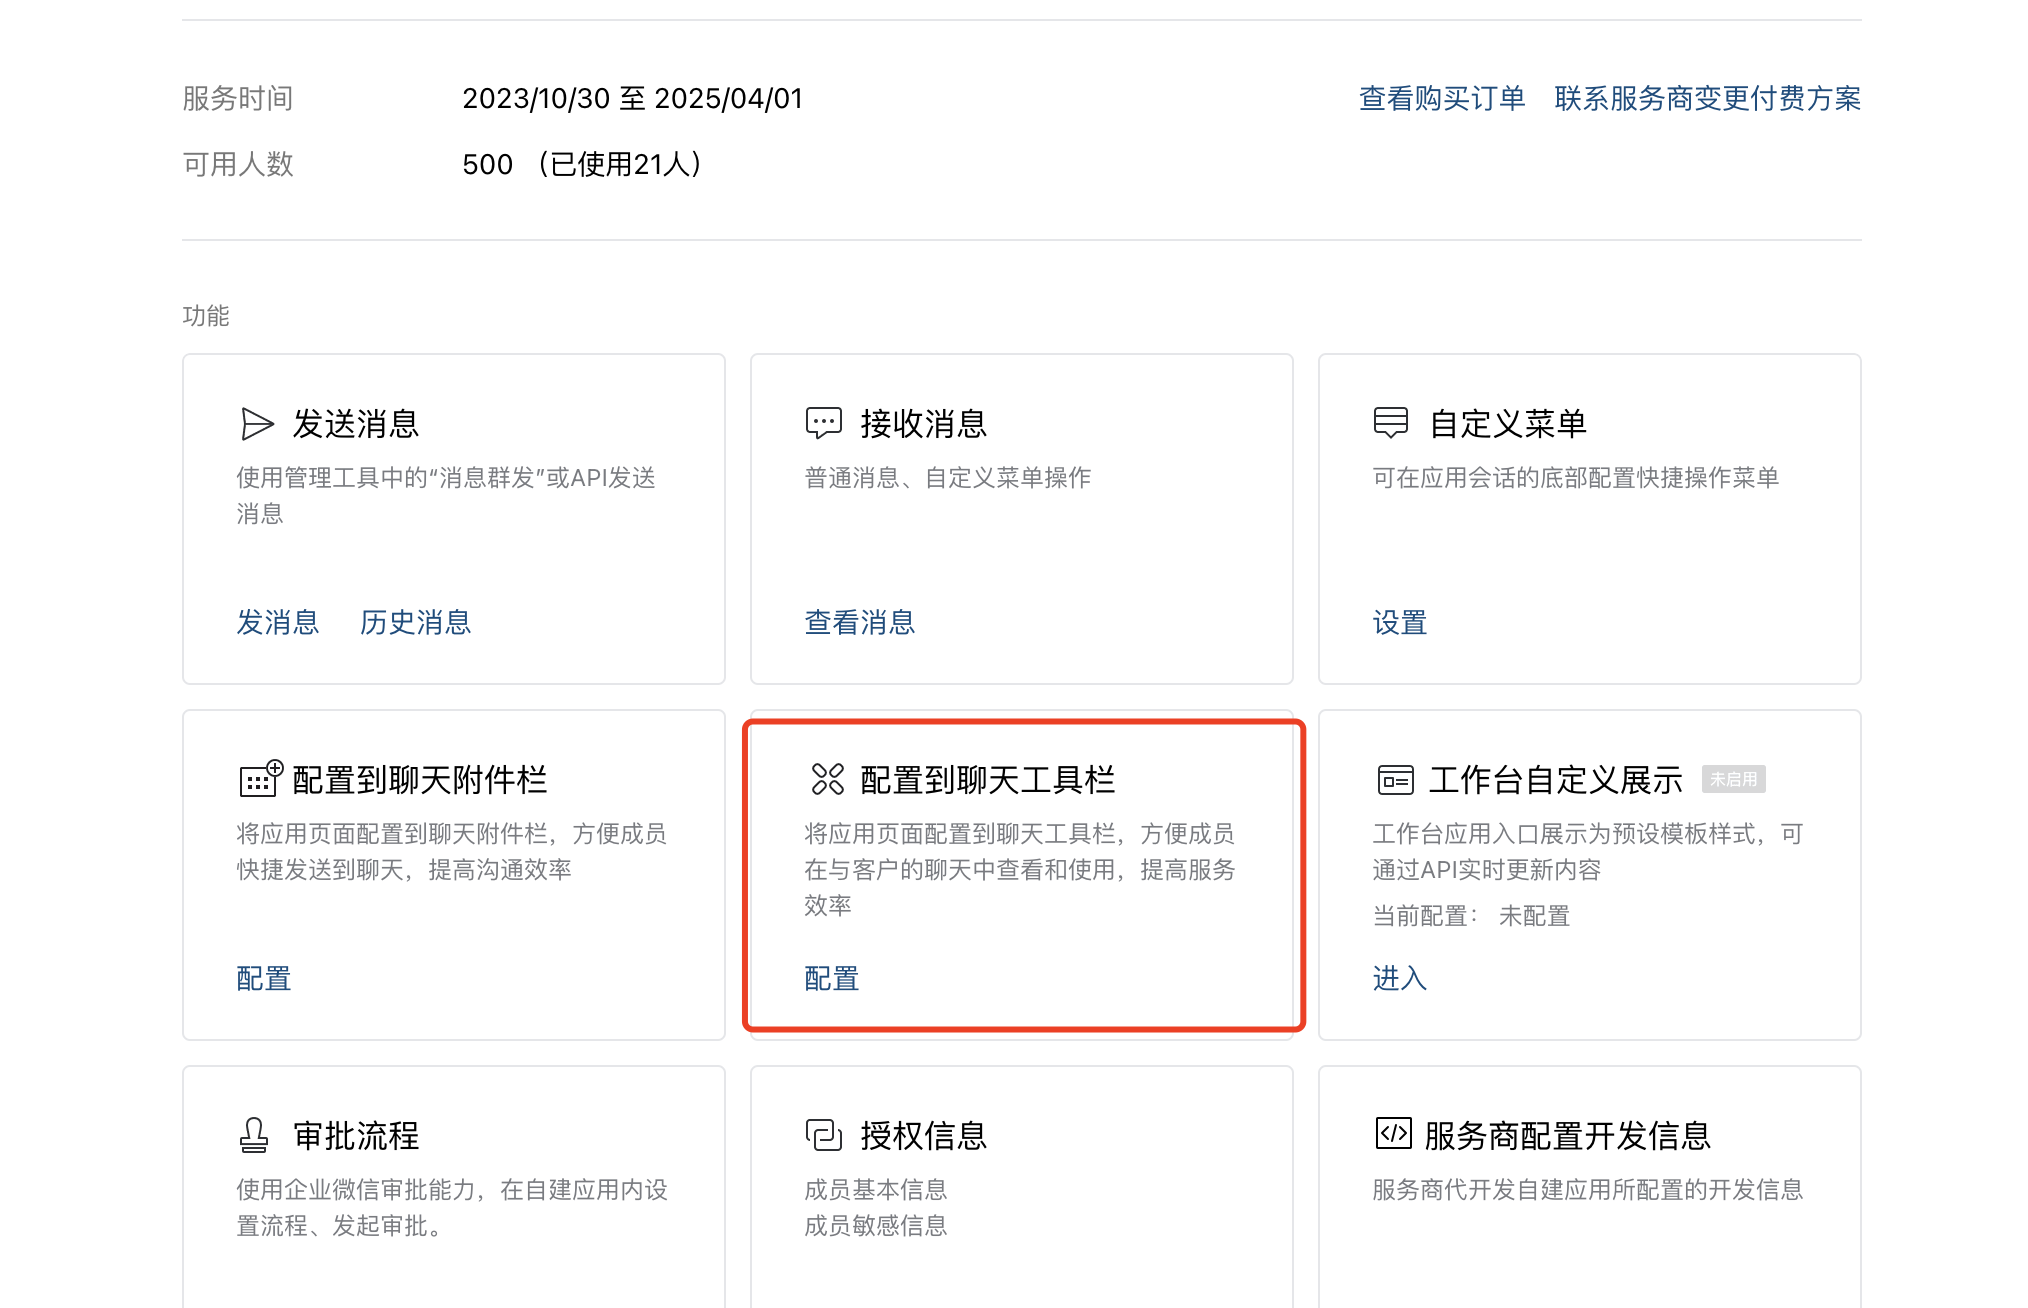 服务时间 2023/10/30 至 2025/04/01 查看购买订单 联系服务商变更付费方案
可用人数 500 （已使用21人）
功能
发送消息
使用管理工具中的“消息群发”或API发送
消息
发消息 历史消息
接收消息
普通消息、自定义菜单操作
查看消息
自定义菜单
可在应用会话的底部配置快捷操作菜单
设置
配置到聊天附件栏
将应用页面配置到聊天附件栏，方便成员
快捷发送到聊天，提高沟通效率
配置
配置到聊天工具栏
将应用页面配置到聊天工具栏，方便成员
在与客户的聊天中查看和使用，提高服务
效率
配置
工作台自定义展示 未启用
工作台应用入口展示为预设模板样式，可
通过API实时更新内容
当前配置： 未配置
进入
审批流程
使用企业微信审批能力，在自建应用内设
置流程、发起审批。
授权信息
成员基本信息
成员敏感信息
服务商配置开发信息
服务商代开发自建应用所配置的开发信息